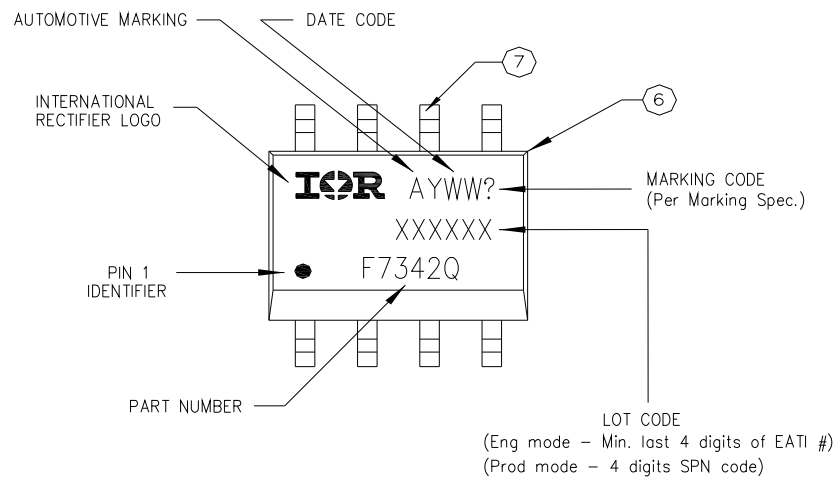 AUTOMOTIVE MARKING
DATE CODE
7
INTERNATIONAL
RECTIFIER LOGO
6
IOR AYWW?
MARKING CODE
(Per Marking Spec.)
XXXXXX
PIN 1
IDENTIFIER
F7342Q
PART NUMBER
LOT CODE
(Eng mode – Min. last 4 digits of EATI #)
(Prod mode – 4 digits SPN code)